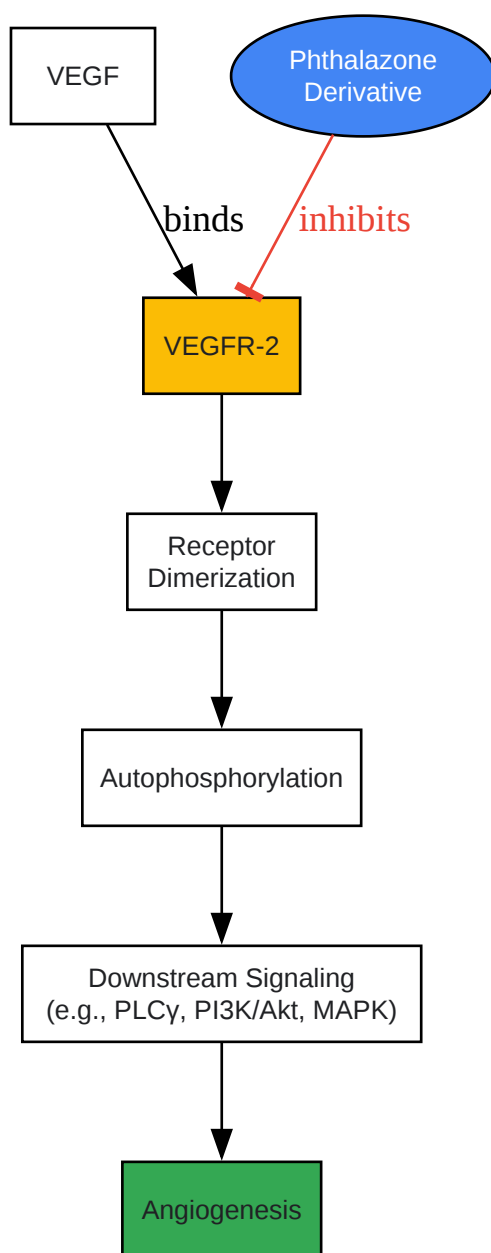 VEGF
Phthalazone
Derivative
binds
inhibits
VEGFR-2
Receptor
Dimerization
Autophosphorylation
Downstream Signaling
(e.g., PLCγ, PI3K/Akt, MAPK)
Angiogenesis